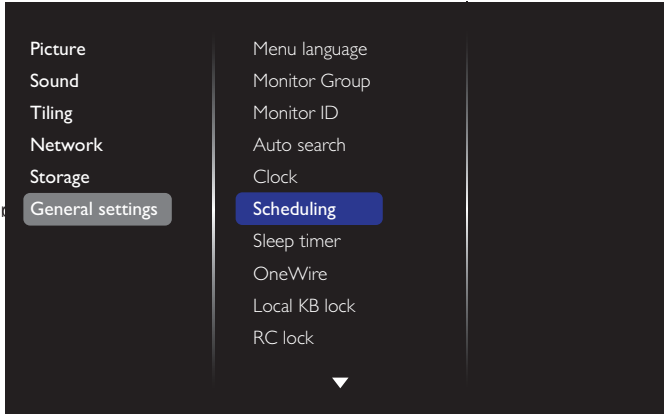 Picture
Sound
Tiling
Network
Storage
General settings
Menu language
Monitor Group
Monitor ID
Auto search
Clock
Scheduling
Sleep timer
OneWire
Local KB lock
RC lock